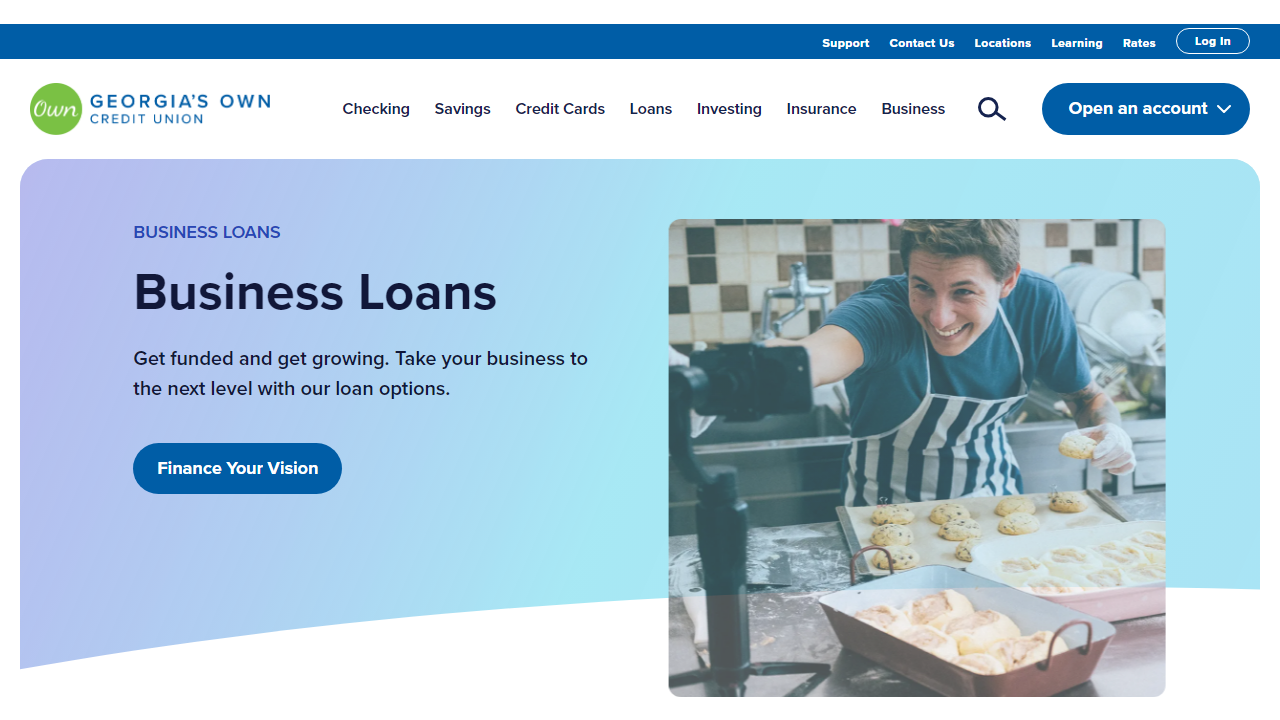 Support Contact Us Locations Learning Rates Log In
Own GEORGIA'S OWN
CREDIT UNION
Checking Savings Credit Cards Loans Investing Insurance Business Open an account
BUSINESS LOANS
Business Loans
Get funded and get growing. Take your business to
the next level with our loan options.
Finance Your Vision